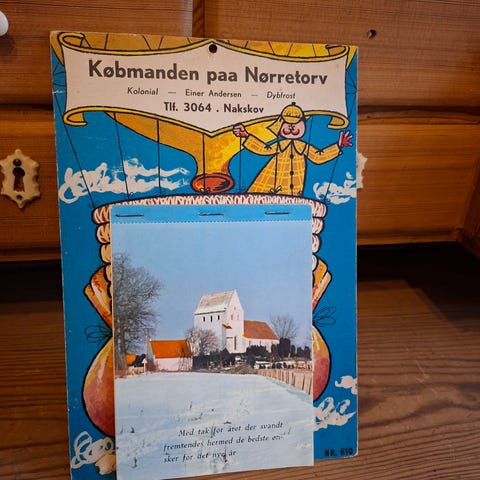 Købmanden paa Nørretorv
Kolonial — Einer Andersen — Dybfrost
Tlf. 3064 . Nakskov
Med tak for året der svandt
fremtendes hermed de bedste øn-
sker for det nye år
NR. 610